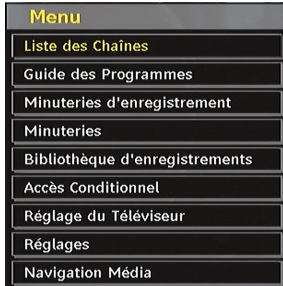 Menu
Liste des Chaînes
Guide des Programmes
Minuteries d'enregistrement
Minuteries
Bibliothèque d'enregistrements
Accès Conditionnel
Réglage du Téléviseur
Réglages
Navigation Média